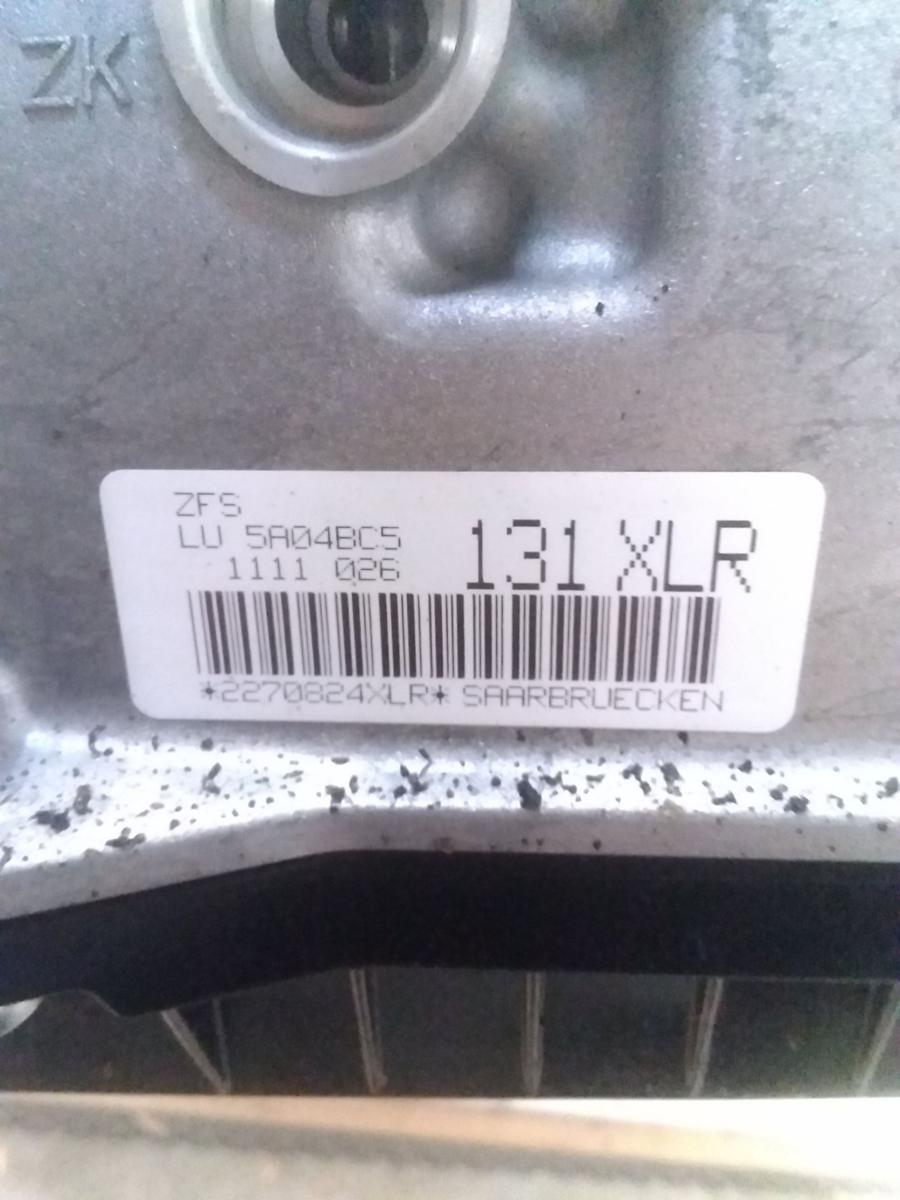 ZK
ZFS
LU 5A04BC5
1111 026
131 XLR
*2270824XLR* SAARBRUECKEN